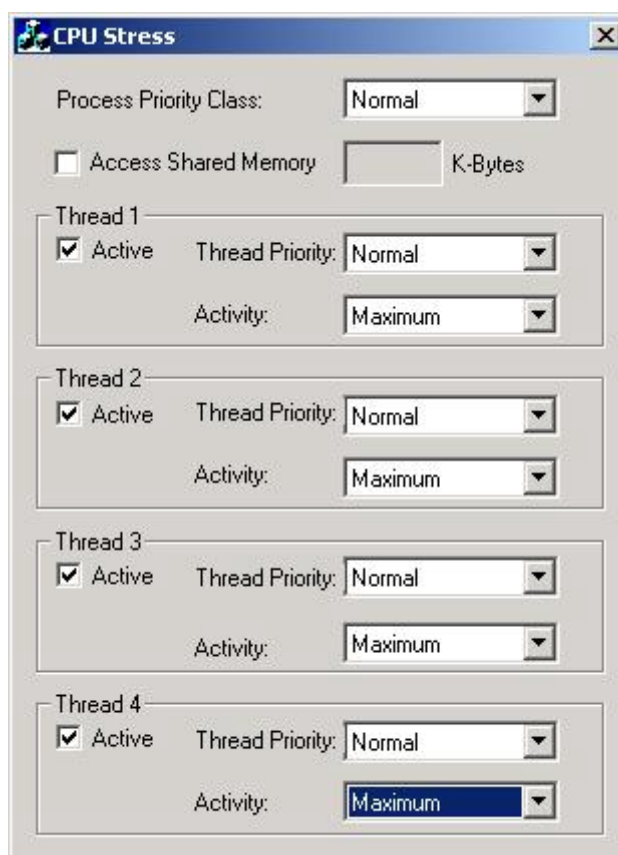 CPU Stress
Process Priority Class: Normal
Access Shared Memory K-Bytes
Thread 1
Active Thread Priority: Normal
Activity: Maximum
Thread 2
Active Thread Priority: Normal
Activity: Maximum
Thread 3
Active Thread Priority: Normal
Activity: Maximum
Thread 4
Active Thread Priority: Normal
Activity: Maximum